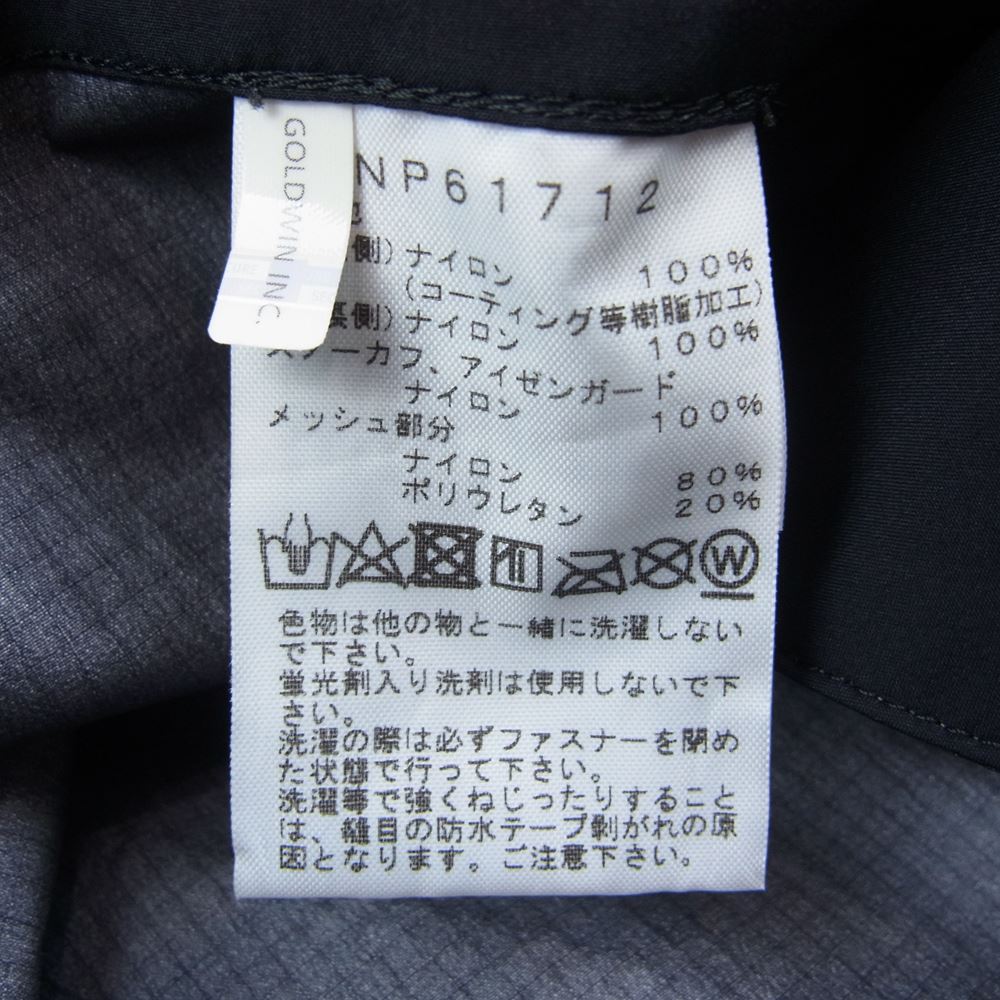 GOLDWIN INC.
NP61712
側) ナイロン 100%
(コーティング等樹脂加工)
裏側) ナイロン 100%
スノーカフ、アイゼンガード
ナイロン 100%
メッシュ部分
ナイロン 80%
ポリウレタン 20%
W
色物は他の物と一緒に洗濯しない
で下さい。
蛍光剤入り洗剤は使用しないで下
さい。
洗濯の際は必ずファスナーを閉め
た状態で行って下さい。
洗濯等で強くねじったりすること
は、縫目の防水テープ剥がれの原
因となります。ご注意下さい。